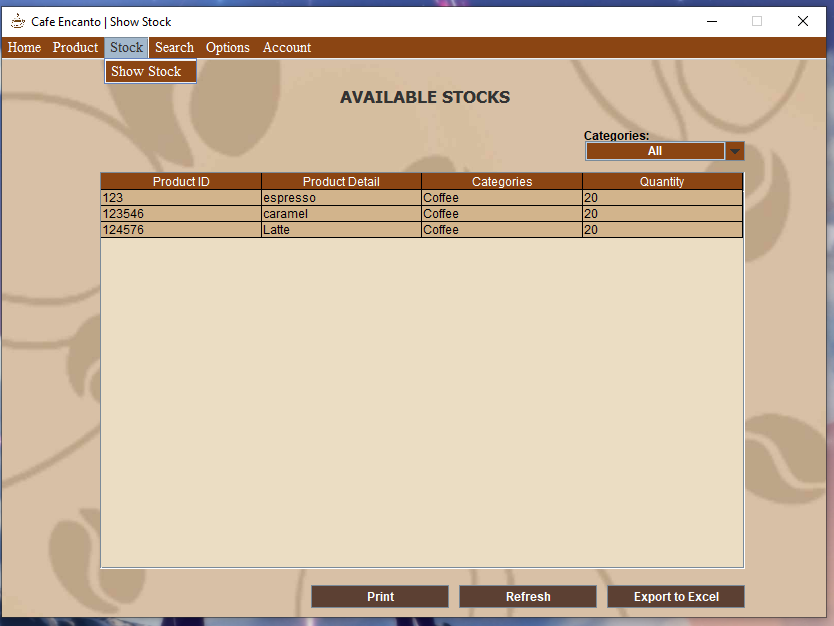 Cafe Encanto | Show Stock
Home Product Stock Search Options Account
Show Stock
AVAILABLE STOCKS
Categories:
All
Product ID Product Detail Categories Quantity
123 espresso Coffee 20
123546 caramel Coffee 20
124576 Latte Coffee 20
Print Refresh Export to Excel